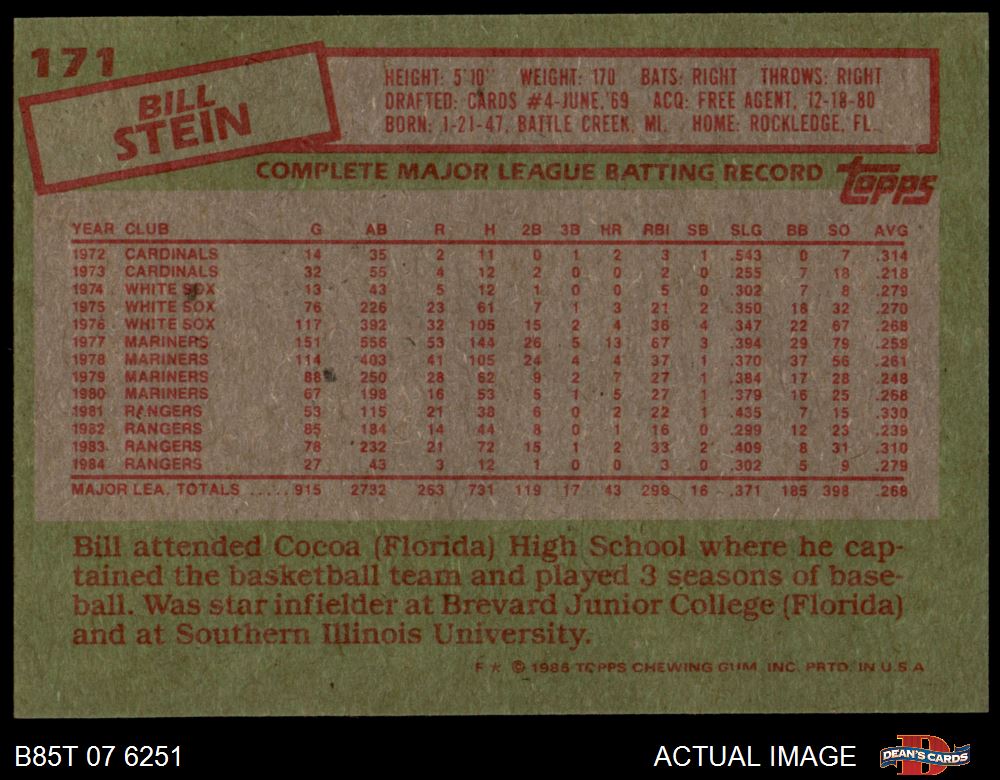 171
BILL
STEIN
HEIGHT: 5'10" WEIGHT: 170 BATS: RIGHT THROWS: RIGHT
DRAFTED: CARDS #4-JUNE,'69 ACQ: FREE AGENT, 12-18-80
BORN: 1-21-47, BATTLE CREEK, MI. HOME: ROCKLEDGE, FL.
COMPLETE MAJOR LEAGUE BATTING RECORD topps
YEAR CLUB G AB R H 2B 3B HR RBI SB SLG BB SO AVG
1972 CARDINALS 14 35 2 11 0 1 2 3 1 .543 0 7 .314
1973 CARDINALS 32 55 4 12 2 0 0 2 0 .255 7 18 .218
1974 WHITE SOX 13 43 5 12 1 0 0 5 0 .302 7 8 .279
1975 WHITE SOX 76 226 23 61 7 1 3 21 2 .350 18 32 .270
1976 WHITE SOX 117 392 32 105 15 2 4 36 4 .347 22 67 .268
1977 MARINERS 151 556 53 144 26 5 13 67 3 .394 29 79 .259
1978 MARINERS 114 403 41 105 24 4 4 37 1 .370 37 56 .261
1979 MARINERS 88 250 28 62 9 2 7 27 1 .384 17 28 .248
1980 MARINERS 67 198 16 53 5 1 5 27 1 .379 16 25 .268
1981 RANGERS 53 115 21 38 6 0 2 22 1 .435 7 15 .330
1982 RANGERS 85 184 14 44 8 0 1 16 0 .299 12 23 .239
1983 RANGERS 78 232 21 72 15 1 2 33 2 .409 8 31 .310
1984 RANGERS 27 43 3 12 1 0 0 3 0 .302 5 9 .279
MAJOR LEA. TOTALS ..... 915 2732 263 731 119 17 43 299 16 .371 185 398 .268
Bill attended Cocoa (Florida) High School where he cap-
tained the basketball team and played 3 seasons of base-
ball. Was star infielder at Brevard Junior College (Florida)
and at Southern Illinois University.
F ☆ © 1985 TOPPS CHEWING GUM, INC. PRTD. IN U.S.A
B85T 07 6251 ACTUAL IMAGE D DEAN'S CARDS